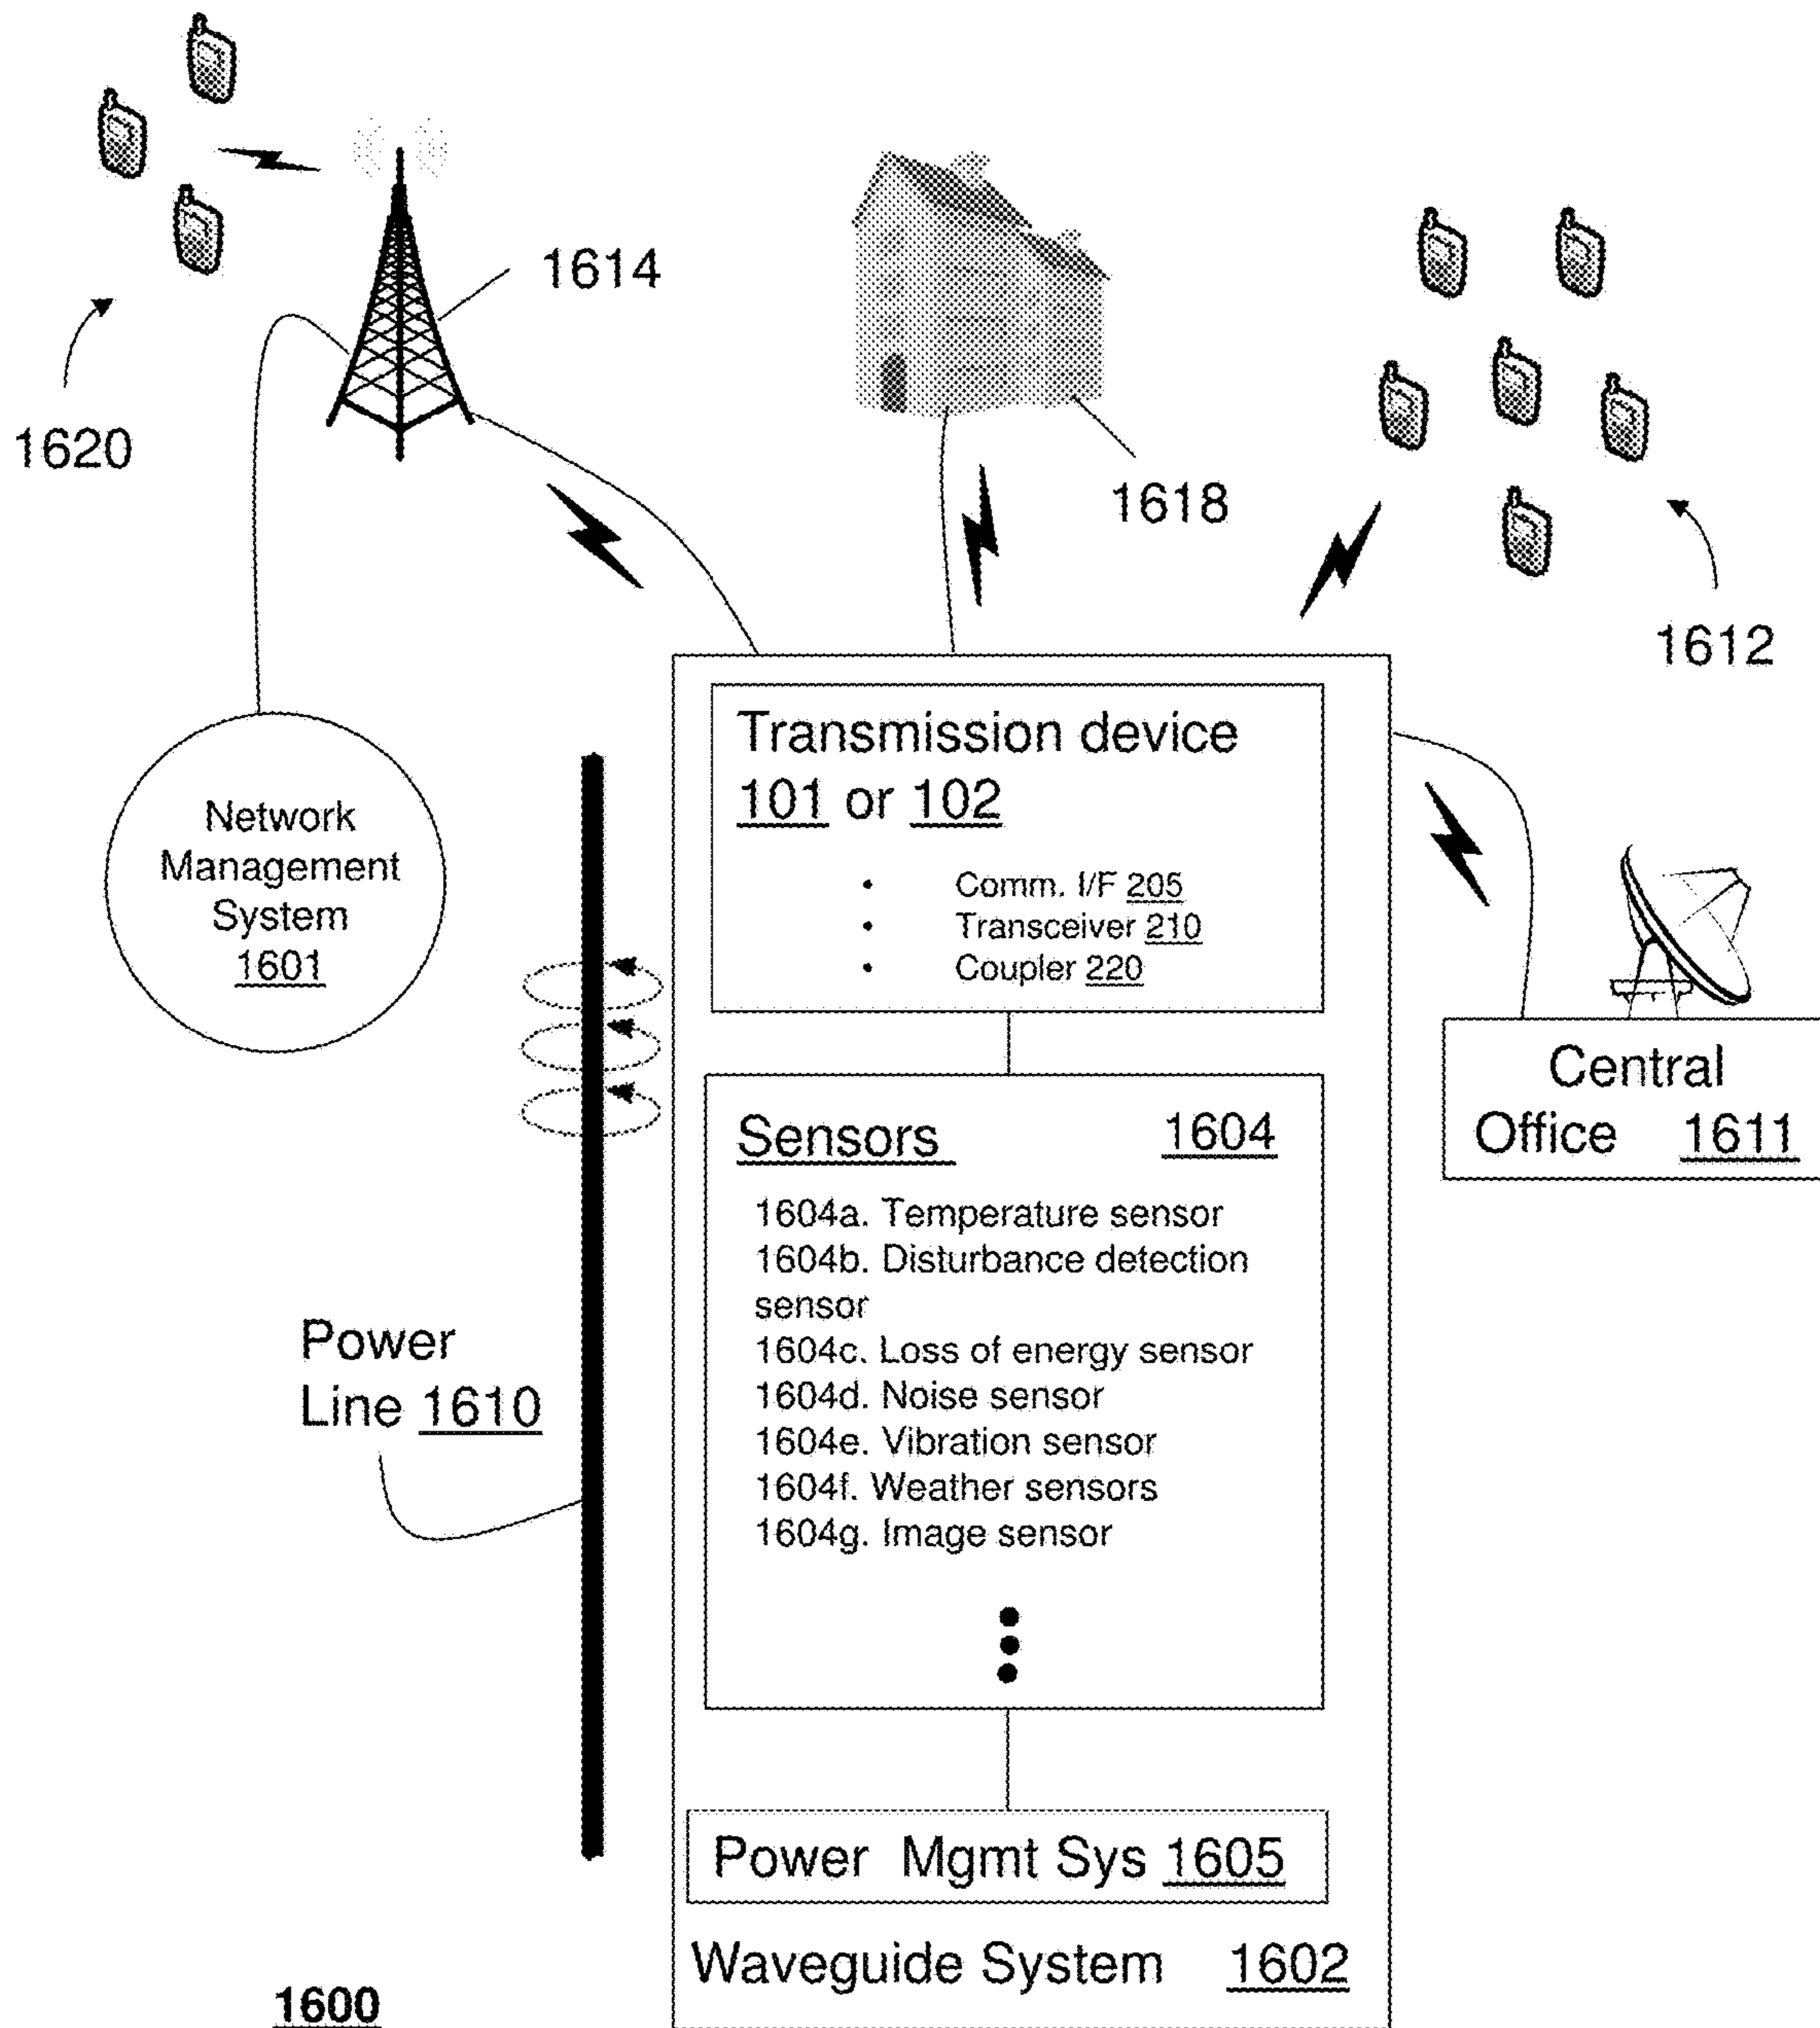 1614
1620
1618
1612
Network
Management
System
1601
Transmission device
101 or 102
• Comm. I/F 205
• Transceiver 210
• Coupler 220
Central
Office 1611
Sensors 1604
1604a. Temperature sensor
1604b. Disturbance detection
sensor
1604c. Loss of energy sensor
1604d. Noise sensor
1604e. Vibration sensor
1604f. Weather sensors
1604g. Image sensor
Power
Line 1610
Power Mgmt Sys 1605
Waveguide System 1602
1600